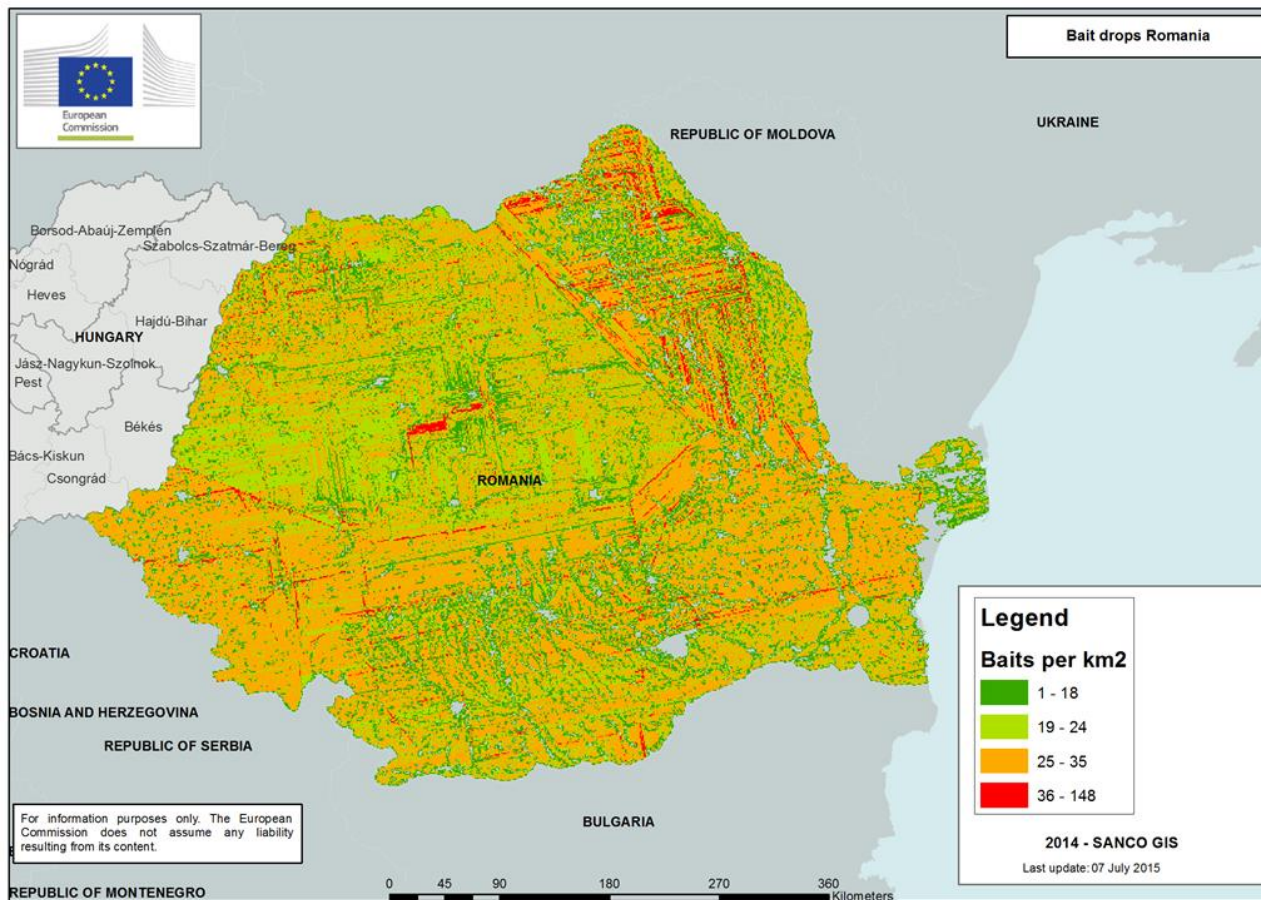 European
Commission
Bait drops Romania
UKRAINE
REPUBLIC OF MOLDOVA
Borsod-Abaúj-Zemplén
Szabolcs-Szatmár-Bereg
Nógrád
Heves
Hajdú-Bihar
HUNGARY
Jász-Nagykun-Szolnok
Pest
Békés
Bács-Kiskun
Csongrád
ROMANIA
CROATIA
BOSNIA AND HERZEGOVINA
REPUBLIC OF SERBIA
BULGARIA
REPUBLIC OF MONTENEGRO
For information purposes only. The European
Commission does not assume any liability
resulting from its content.
0 45 90 180 270 360
Kilometers
Legend
Baits per km2
1 - 18
19 - 24
25 - 35
36 - 148
2014 - SANCO GIS
Last update: 07 July 2015